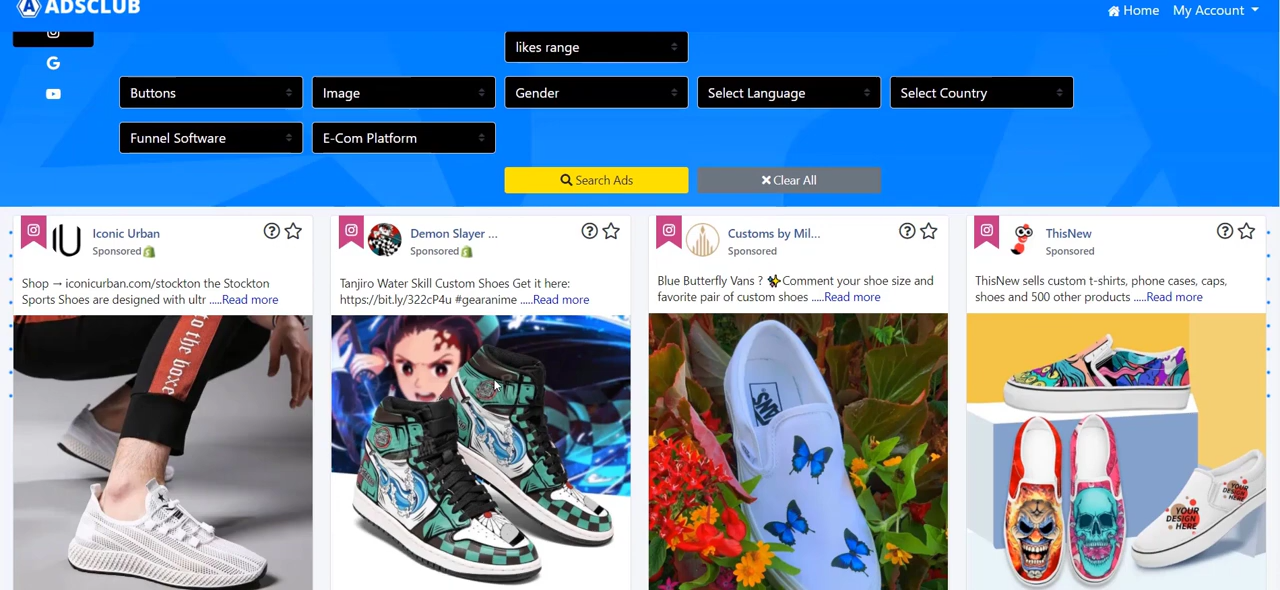 ADSCLUB
Home
My Account
likes range
Buttons
Image
Gender
Select Language
Select Country
Funnel Software
E-Com Platform
Search Ads
Clear All
Iconic Urban
Sponsored
Shop → iconicurban.com/stockton the Stockton
Sports Shoes are designed with ultr .....Read more
to the boxe
Demon Slayer ...
Sponsored
Tanjiro Water Skill Custom Shoes Get it here:
https://bit.ly/322cP4u #gearanime .....Read more
Customs by Mil...
Sponsored
Blue Butterfly Vans ? ✨Comment your shoe size and
favorite pair of custom shoes .....Read more
VANS
ThisNew
Sponsored
ThisNew sells custom t-shirts, phone cases, caps,
shoes and 500 other products .....Read more
YOUR
DESIGN
HERE
YOUR
DESIGN
HERE